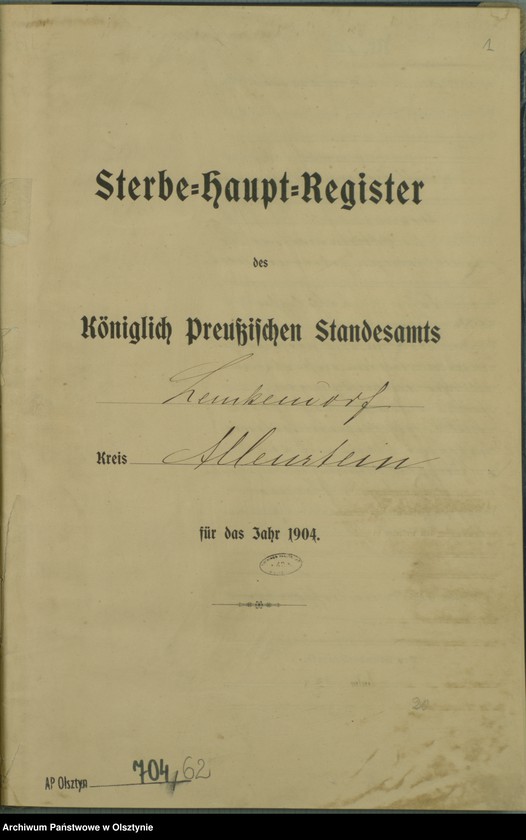 1
Sterbe=Haupt=Register
des
Königlich Preußischen Standesamts
Lemkendorf
Kreis Allenstein
für das Jahr 1904.
20
AP Olsztyn 704/62
Archiwum Państwowe w Olsztynie